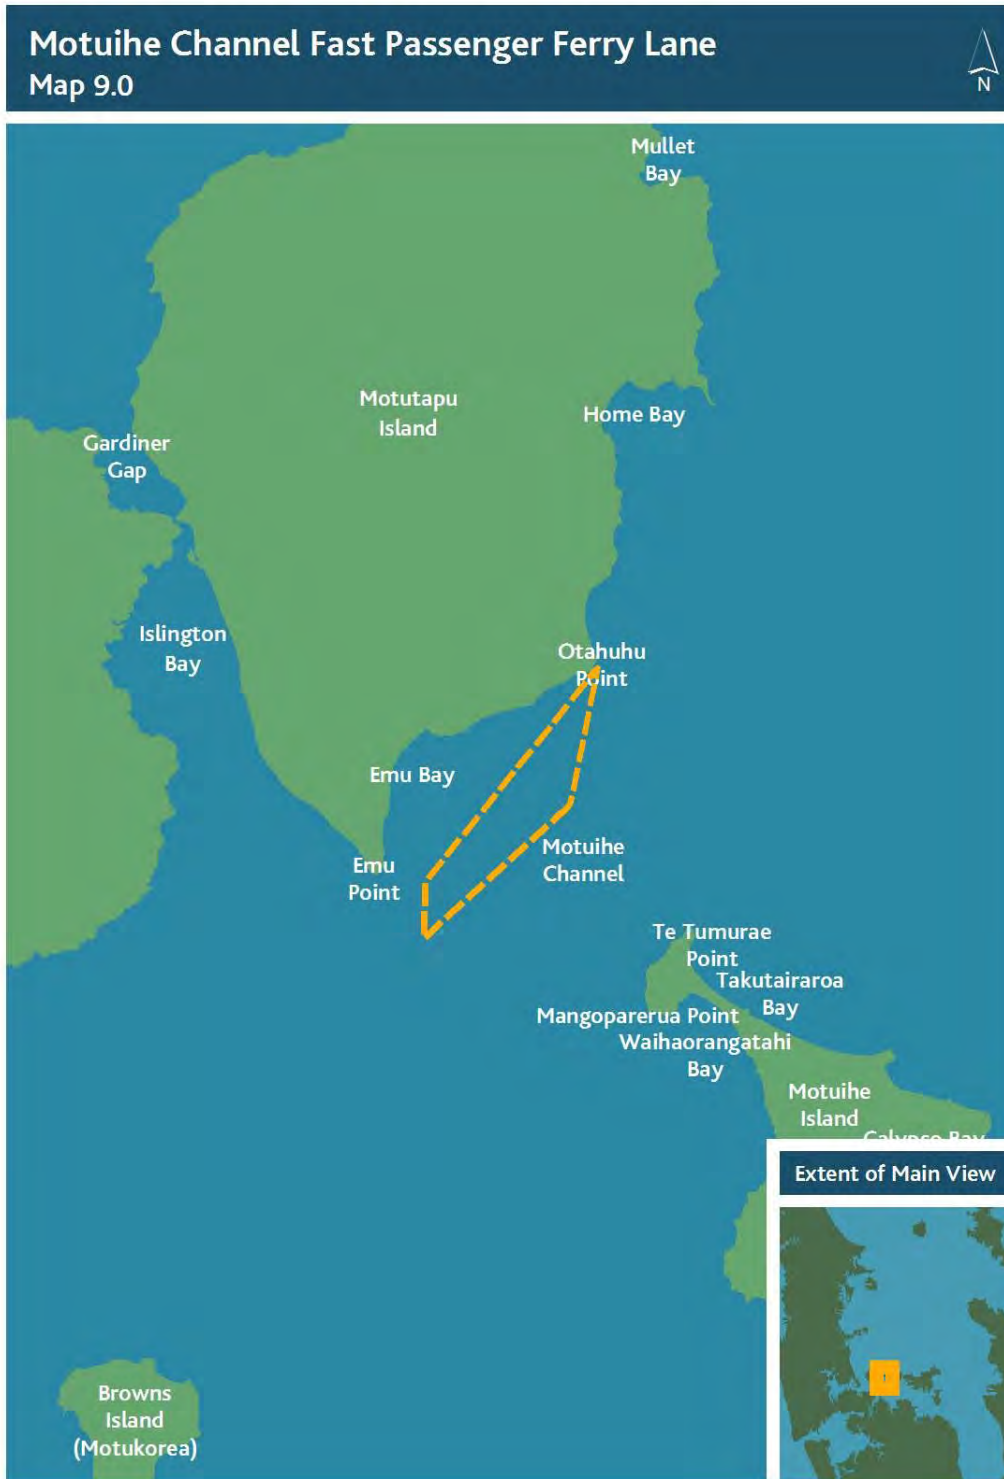 Motuihe Channel Fast Passenger Ferry Lane
Map 9.0
N
Mullet
Bay
Motutapu
Island
Home Bay
Gardiner
Gap
Islington
Bay
Otahuhu
Point
Emu Bay
Motuihe
Channel
Emu
Point
Te Tumurae
Point
Takutairaroa
Bay
Mangoparerua Point
Waihaorangatahi
Bay
Motuihe
Island
Calypso Bay
Extent of Main View
Browns
Island
(Motukorea)